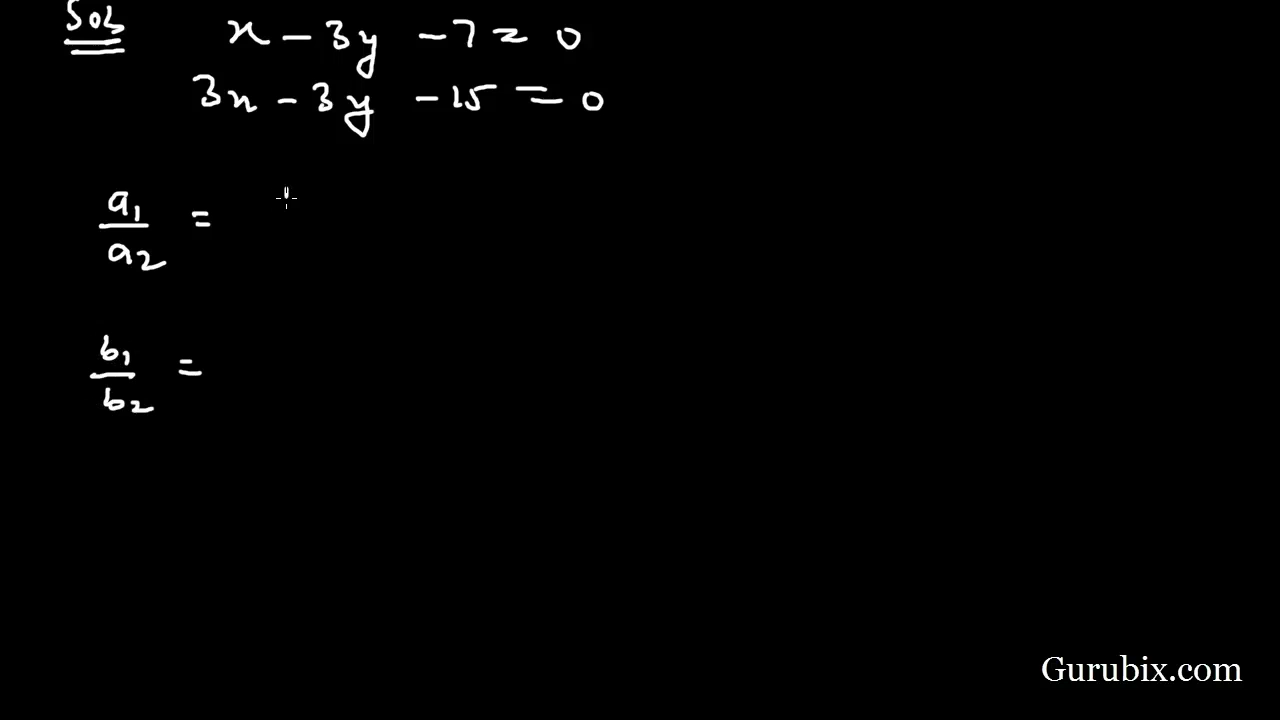 Sol
x - 3y - 7 = 0
3x - 3y - 15 = 0
a1/a2 =
b1/b2 =
Gurubix.com